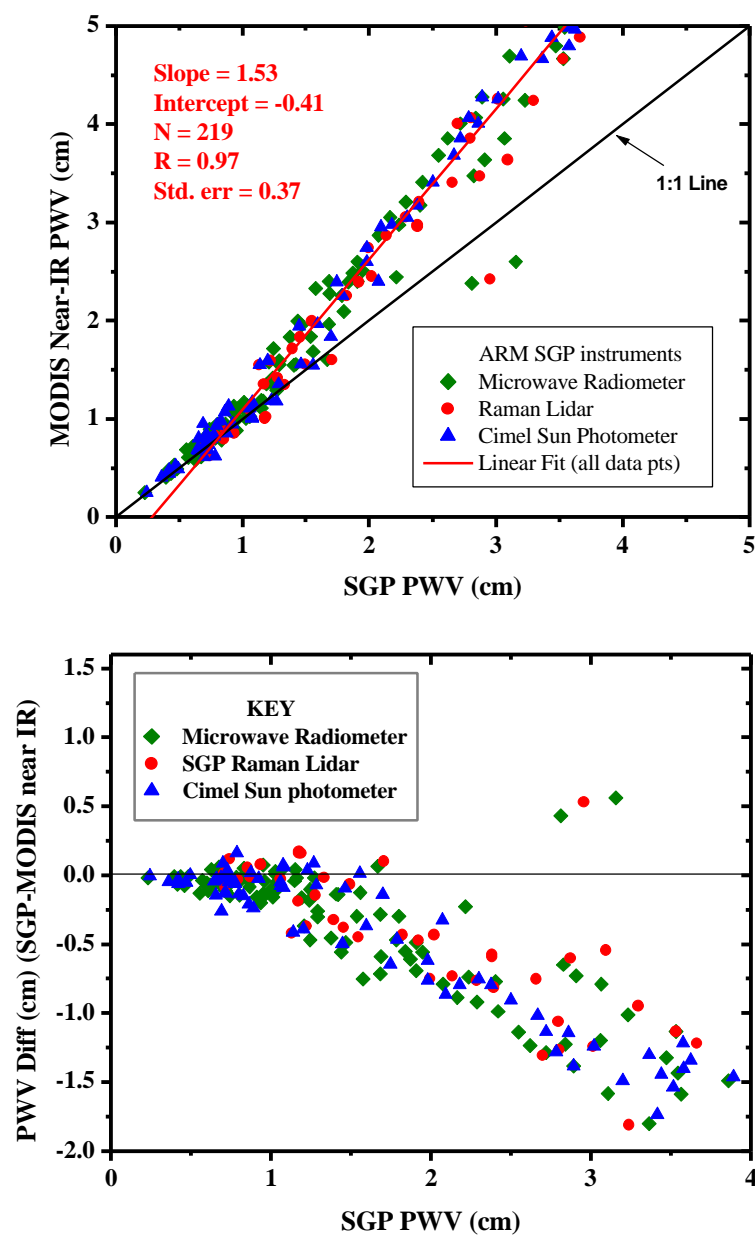 5
4
3
2
1
0
MODIS Near-IR PWV (cm)
Slope = 1.53
Intercept = -0.41
N = 219
R = 0.97
Std. err = 0.37
1:1 Line
ARM SGP instruments
Microwave Radiometer
Raman Lidar
Cimel Sun Photometer
Linear Fit (all data pts)
0 1 2 3 4 5
SGP PWV (cm)
1.5
1.0
0.5
0.0
-0.5
-1.0
-1.5
-2.0
PWV Diff (cm) (SGP-MODIS near IR)
KEY
Microwave Radiometer
SGP Raman Lidar
Cimel Sun photometer
0 1 2 3 4
SGP PWV (cm)